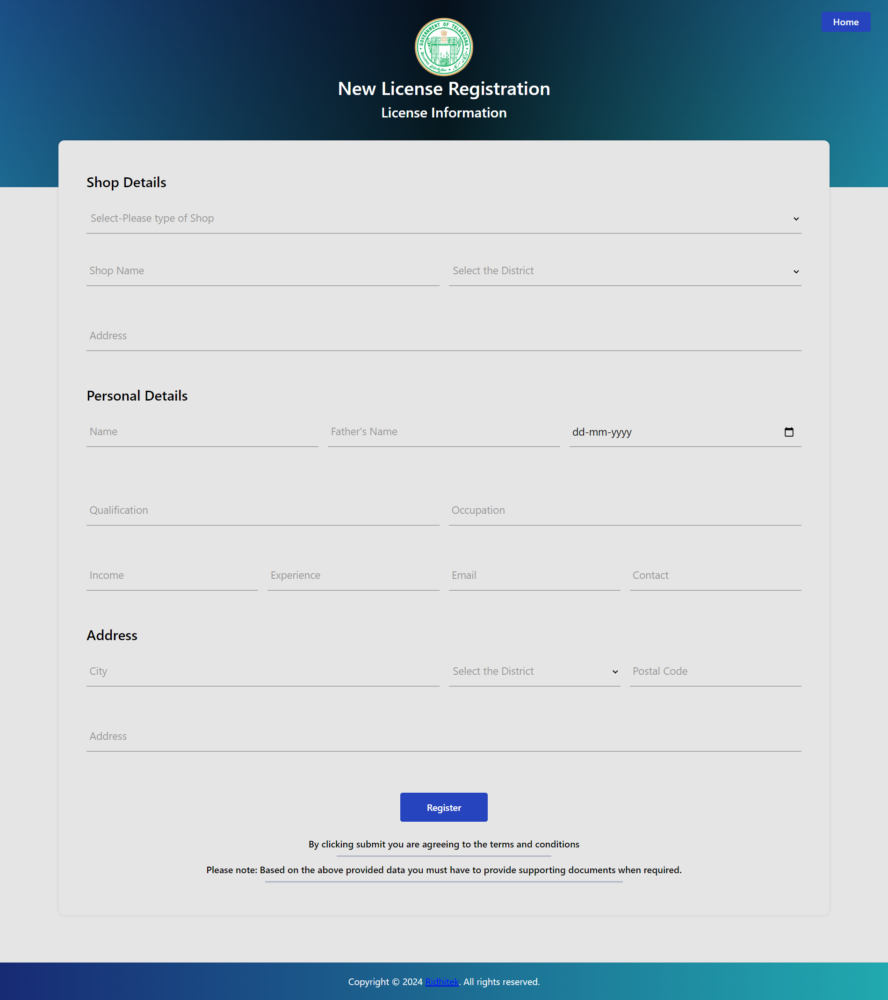 Home
GOVERNMENT OF TELANGANA
New License Registration
License Information
Shop Details
Select-Please type of Shop
Shop Name
Select the District
Address
Personal Details
Name
Father's Name
dd-mm-yyyy
Qualification
Occupation
Income
Experience
Email
Contact
Address
City
Select the District
Postal Code
Address
Register
By clicking submit you are agreeing to the terms and conditions
Please note: Based on the above provided data you must have to provide supporting documents when required.
Copyright © 2024 Ridhitek. All rights reserved.